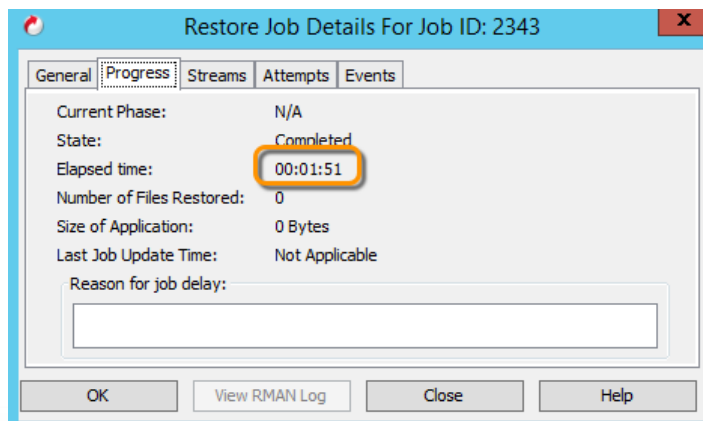 Restore Job Details For Job ID: 2343
x
General Progress Streams Attempts Events
Current Phase: N/A
State: Completed
Elapsed time: 00:01:51
Number of Files Restored: 0
Size of Application: 0 Bytes
Last Job Update Time: Not Applicable
Reason for job delay:
OK View RMAN Log Close Help